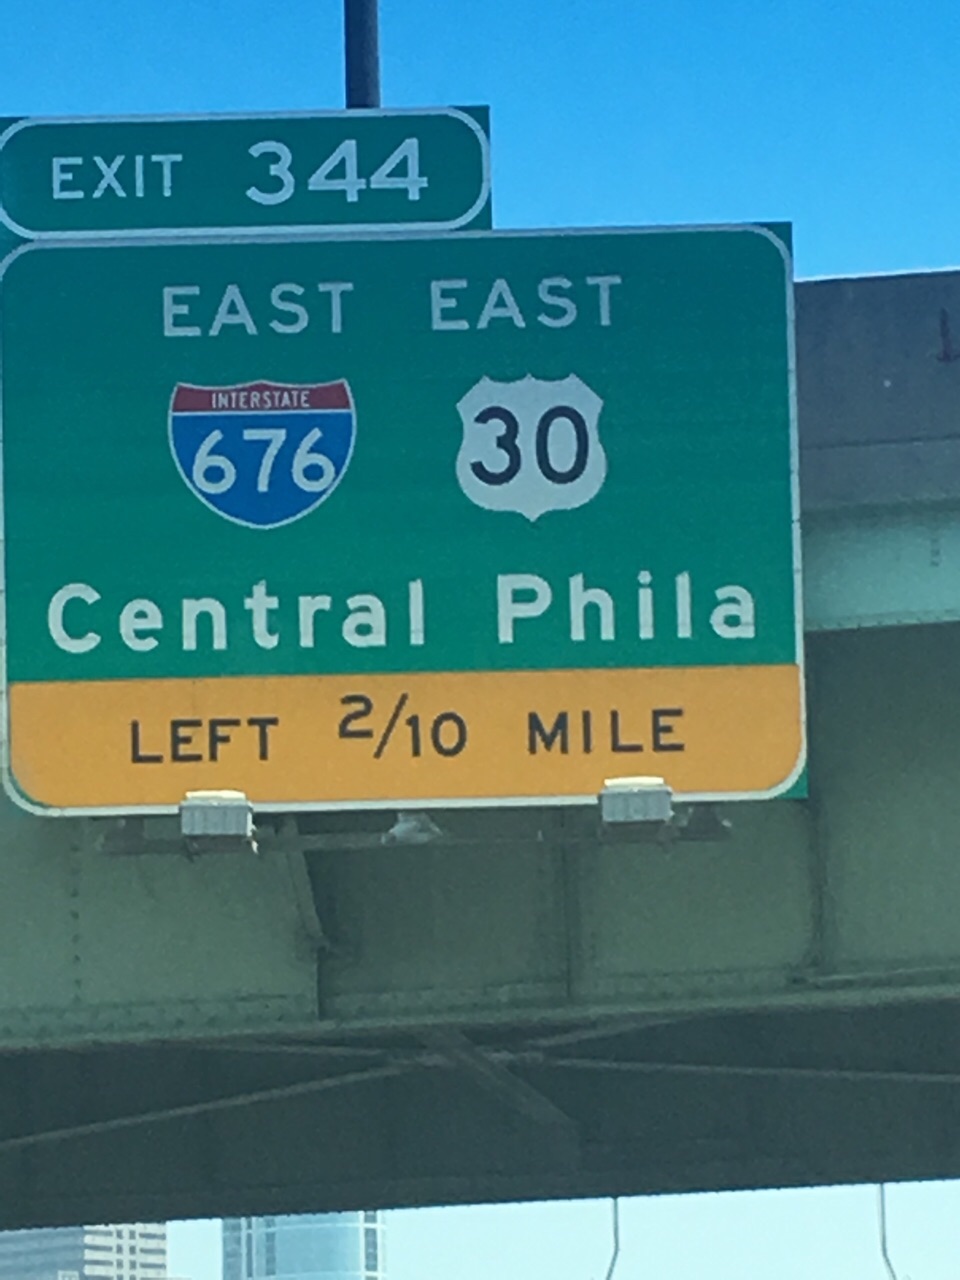 EXIT 344
EAST EAST
INTERSTATE
676 30
Central Phila
LEFT 2/10 MILE